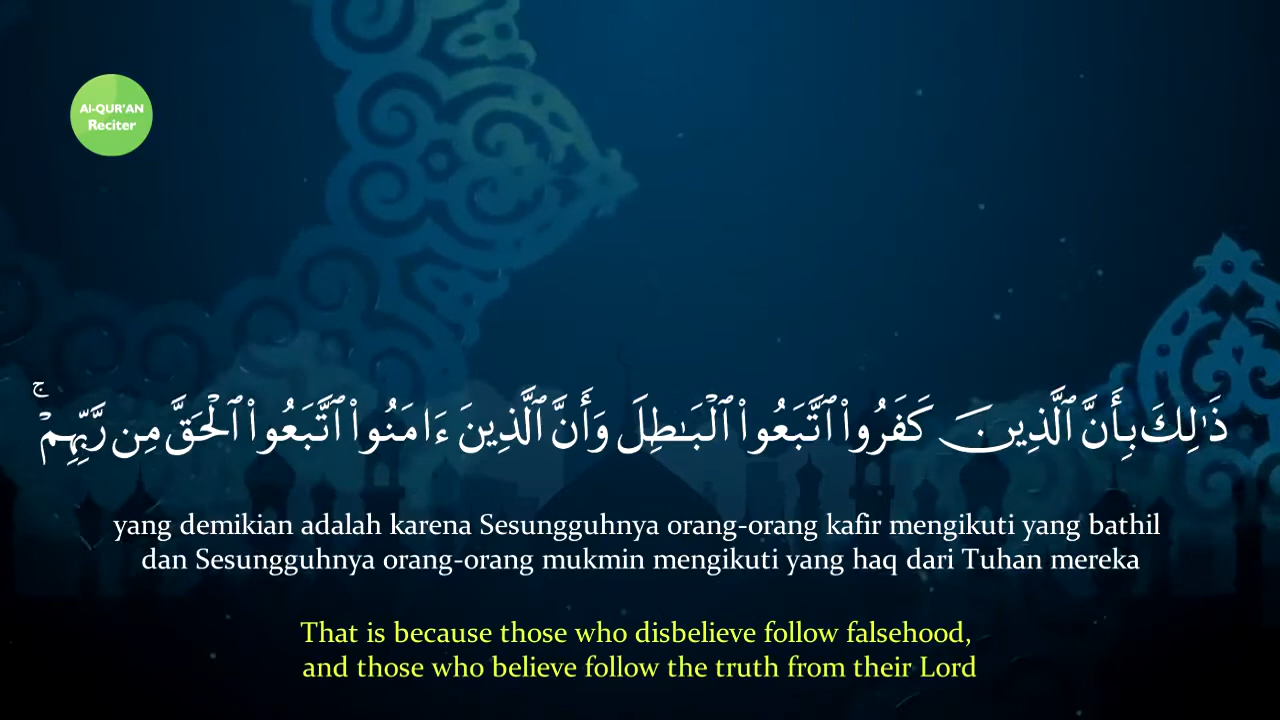 Al-QUR'AN
Reciter
ذَٰلِكَ بِأَنَّ ٱلَّذِينَ كَفَرُوا۟ ٱتَّبَعُوا۟ ٱلْبَـٰطِلَ وَأَنَّ ٱلَّذِينَ ءَامَنُوا۟ ٱتَّبَعُوا۟ ٱلْحَقَّ مِن رَّبِّهِمْ ۚ
yang demikian adalah karena Sesungguhnya orang-orang kafir mengikuti yang bathil
dan Sesungguhnya orang-orang mukmin mengikuti yang haq dari Tuhan mereka
That is because those who disbelieve follow falsehood,
and those who believe follow the truth from their Lord